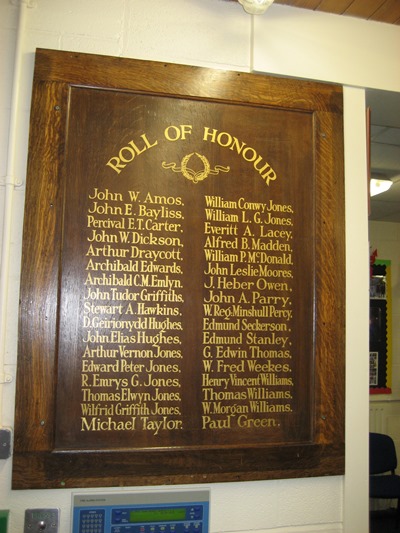 ROLL OF HONOUR
John W. Amos,
John E. Bayliss,
Percival E.T. Carter,
John W. Dickson,
Arthur Draycott,
Archibald Edwards,
Archibald C.M. Emlyn,
John Tudor Griffiths,
Stewart A. Hawkins,
D. Geirionydd Hughes,
John Elias Hughes,
Arthur Vernon Jones,
Edward Peter Jones,
R. Emrys G. Jones,
Thomas Elwyn Jones,
Wilfrid Griffith Jones,
Michael Taylor.
William Conwy Jones,
William L. G. Jones,
Everitt A. Lacey,
Alfred B. Madden,
William P. McDonald,
John Leslie Moores,
J. Heber Owen,
John A. Parry,
W. Reg. Minshull Percy,
Edmund Seckerson,
Edmund Stanley,
G. Edwin Thomas,
W. Fred Weekes,
Henry Vincent Williams,
Thomas Williams,
W. Morgan Williams.
Paul Green.